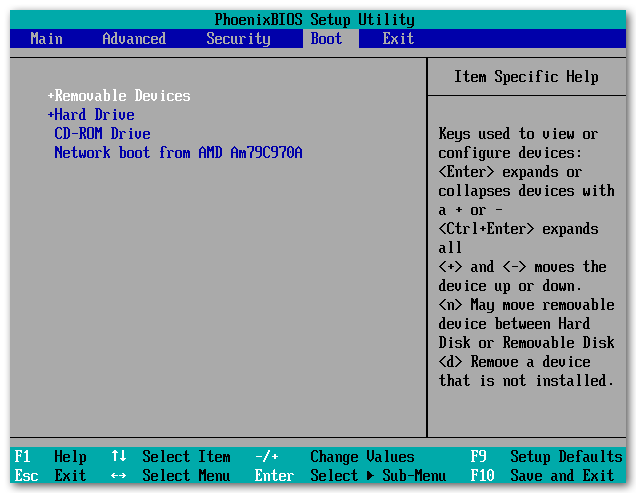 PhoenixBIOS Setup Utility
Main Advanced Security Boot Exit
Item Specific Help
+Removable Devices
+Hard Drive
CD-ROM Drive
Network boot from AMD Am79C970A
Keys used to view or
configure devices:
<Enter> expands or
collapses devices with
a + or -
<Ctrl+Enter> expands
all
<+> and <-> moves the
device up or down.
<n> May move removable
device between Hard
Disk or Removable Disk
<d> Remove a device
that is not installed.
F1 Help ↑↓ Select Item -/+ Change Values F9 Setup Defaults
Esc Exit ↔ Select Menu Enter Select ▶ Sub-Menu F10 Save and Exit